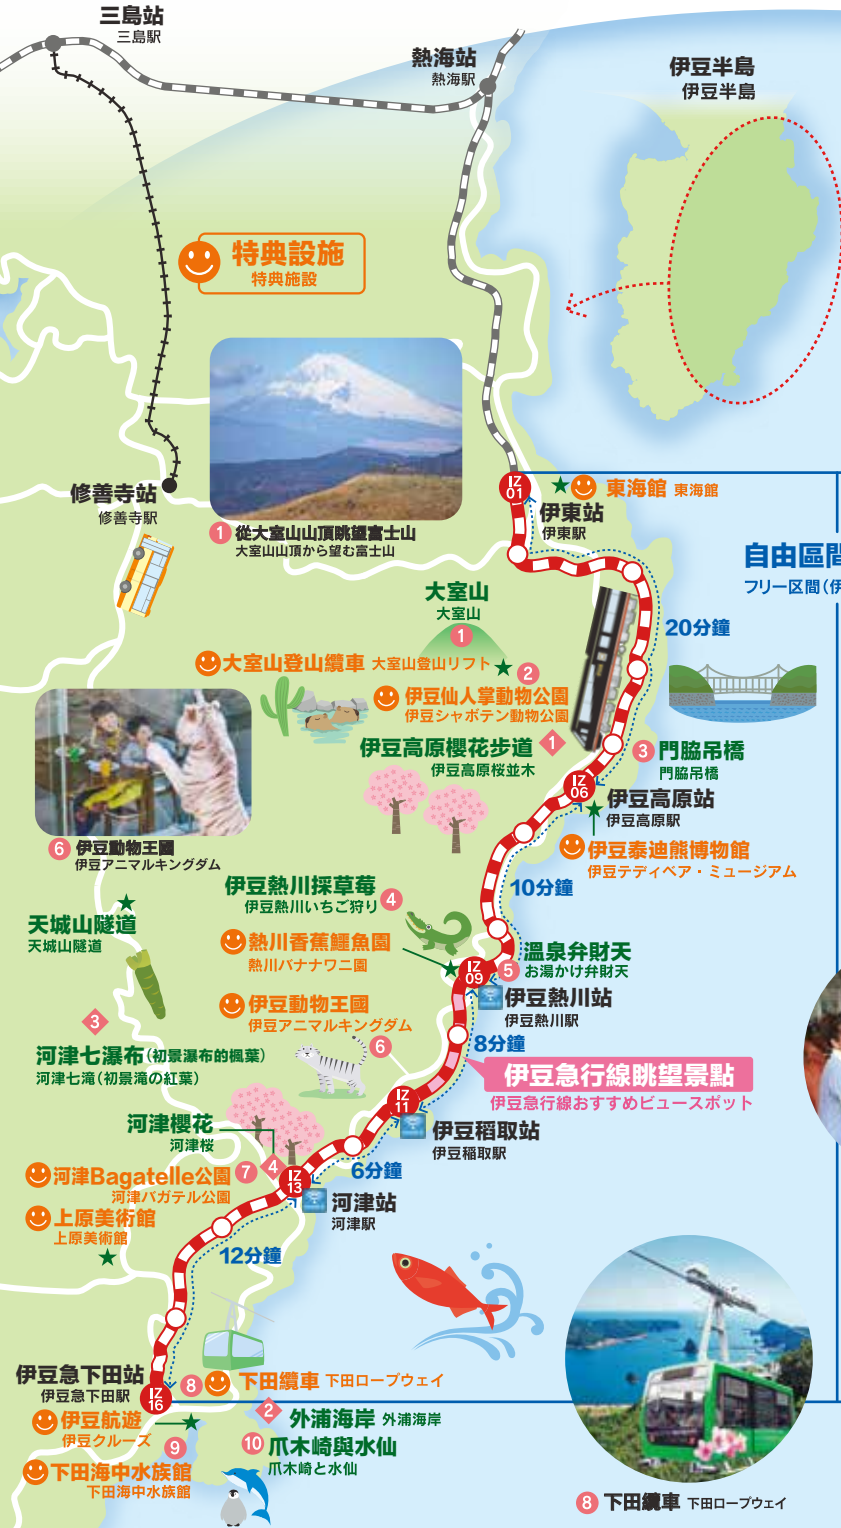 三島站
三島駅
熱海站
熱海駅
伊豆半島
伊豆半島
特典設施
特典施設
修善寺站
修善寺駅
1 從大室山山頂眺望富士山
大室山山頂から望む富士山
IZ
01
東海館 東海館
伊東站
伊東駅
自由區間
フリー区間(伊
20分鐘
大室山
大室山
1
大室山登山纜車 大室山登山リフト
2
伊豆仙人掌動物公園
伊豆シャボテン動物公園
伊豆高原櫻花步道 1
伊豆高原桜並木
3 門脇吊橋
門脇吊橋
IZ
06
伊豆高原站
伊豆高原駅
伊豆泰迪熊博物館
伊豆テディベア・ミュージアム
6 伊豆動物王國
伊豆アニマルキングダム
10分鐘
伊豆熱川採草莓
伊豆熱川いちご狩り 4
天城山隧道
天城山隧道
熱川香蕉鱷魚園
熱川バナナワニ園
溫泉弁財天
5 お湯かけ弁財天
IZ
09
伊豆熱川站
伊豆熱川駅
伊豆動物王國
伊豆アニマルキングダム
3
河津七瀑布(初景瀑布的楓葉)
河津七滝(初景滝の紅葉)
6
8分鐘
伊豆急行線眺望景點
伊豆急行線おすすめビュースポット
IZ
11
伊豆稻取站
伊豆稲取駅
河津櫻花
河津桜
6分鐘
7 4
河津Bagatelle公園
河津バガテル公園
IZ
13
河津站
河津駅
上原美術館
上原美術館
12分鐘
伊豆急下田站
伊豆急下田駅
IZ
16
8 下田纜車 下田ロープウェイ
伊豆航遊
伊豆クルーズ
9
2 外浦海岸 外浦海岸
10 爪木崎與水仙
爪木崎と水仙
下田海中水族館
下田海中水族館
8 下田纜車 下田ロープウェイ